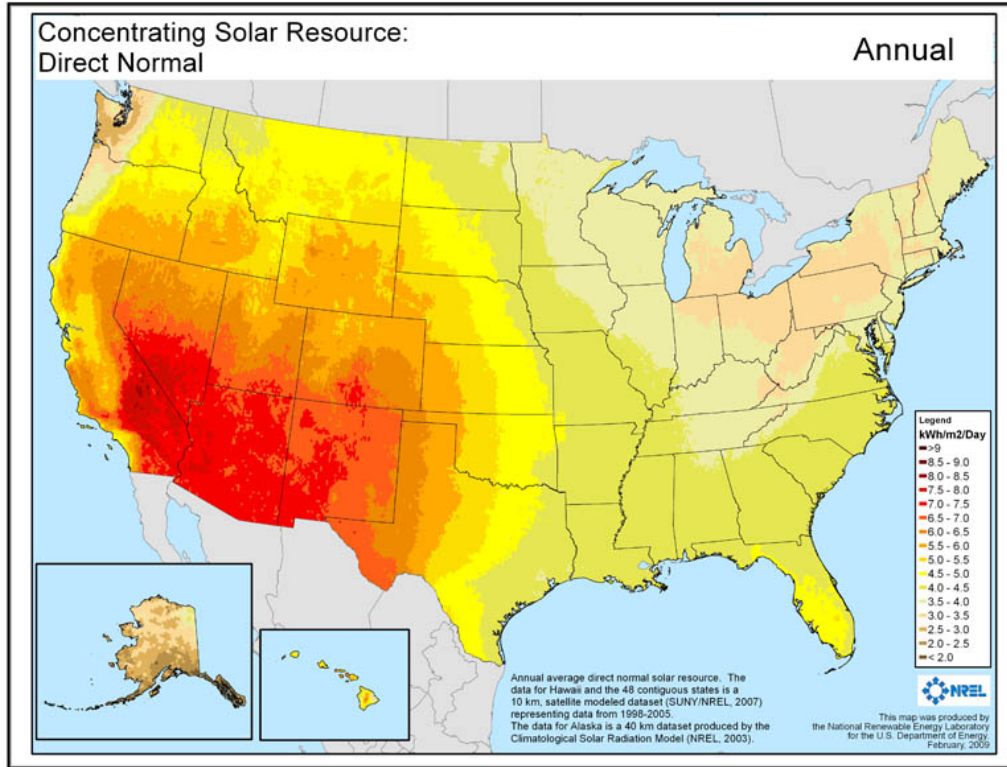 Concentrating Solar Resource:
Direct Normal
Annual
Legend
kWh/m2/Day
>9
8.5 - 9.0
8.0 - 8.5
7.5 - 8.0
7.0 - 7.5
6.5 - 7.0
6.0 - 6.5
5.5 - 6.0
5.0 - 5.5
4.5 - 5.0
4.0 - 4.5
3.5 - 4.0
3.0 - 3.5
2.5 - 3.0
2.0 - 2.5
< 2.0
Annual average direct normal solar resource. The
data for Hawaii and the 48 contiguous states is a
10 km, satellite modeled dataset (SUNY/NREL, 2007)
representing data from 1998-2005.
The data for Alaska is a 40 km dataset produced by the
Climatological Solar Radiation Model (NREL, 2003).
NREL
This map was produced by
the National Renewable Energy Laboratory
for the U.S. Department of Energy.
February, 2009